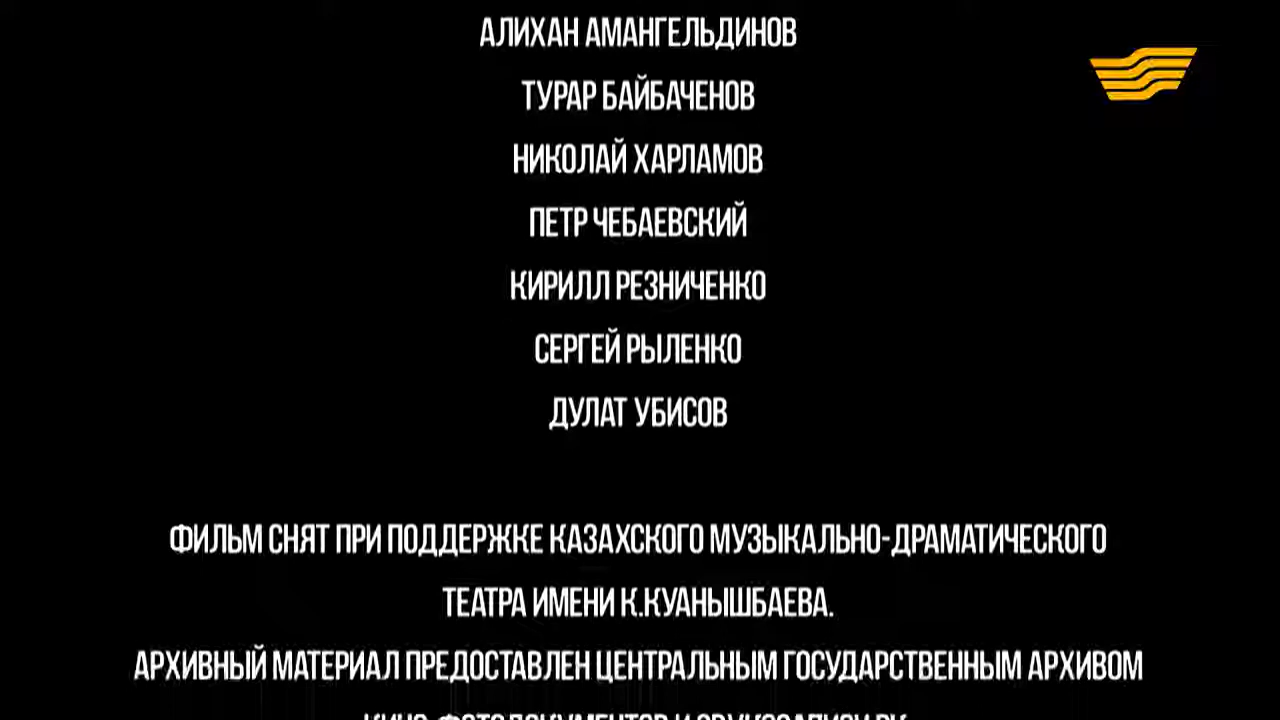 АЛИХАН АМАНГЕЛЬДИНОВ
ТУРАР БАЙБАЧЕНОВ
НИКОЛАЙ ХАРЛАМОВ
ПЕТР ЧЕБАЕВСКИЙ
КИРИЛЛ РЕЗНИЧЕНКО
СЕРГЕЙ РЫЛЕНКО
ДУЛАТ УБИСОВ
ФИЛЬМ СНЯТ ПРИ ПОДДЕРЖКЕ КАЗАХСКОГО МУЗЫКАЛЬНО-ДРАМАТИЧЕСКОГО
ТЕАТРА ИМЕНИ К.КУАНЫШБАЕВА.
АРХИВНЫЙ МАТЕРИАЛ ПРЕДОСТАВЛЕН ЦЕНТРАЛЬНЫМ ГОСУДАРСТВЕННЫМ АРХИВОМ